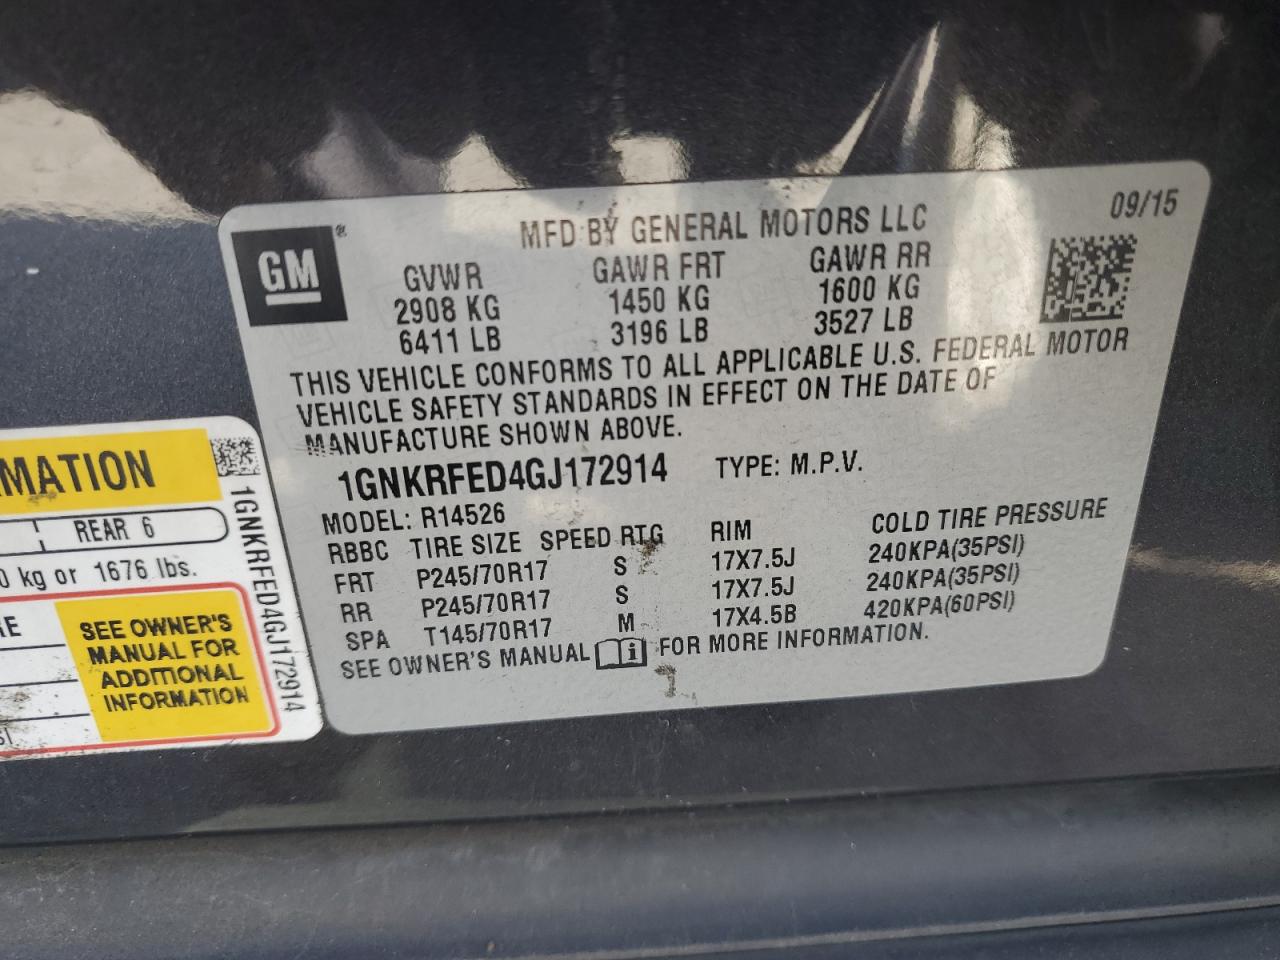 GM ®
MFD BY GENERAL MOTORS LLC 09/15
GVWR GAWR FRT GAWR RR
2908 KG 1450 KG 1600 KG
6411 LB 3196 LB 3527 LB
THIS VEHICLE CONFORMS TO ALL APPLICABLE U.S. FEDERAL MOTOR
VEHICLE SAFETY STANDARDS IN EFFECT ON THE DATE OF
MANUFACTURE SHOWN ABOVE.
1GNKRFED4GJ172914 TYPE: M.P.V.
MODEL: R14526
RBBC TIRE SIZE SPEED RTG RIM COLD TIRE PRESSURE
FRT P245/70R17 S 17X7.5J 240KPA(35PSI)
RR P245/70R17 S 17X7.5J 240KPA(35PSI)
SPA T145/70R17 M 17X4.5B 420KPA(60PSI)
SEE OWNER'S MANUAL FOR MORE INFORMATION.
MATION
REAR 6
0 kg or 1676 lbs.
RE
SEE OWNER'S
MANUAL FOR
ADDITIONAL
INFORMATION
SI
1GNKRFED4GJ172914